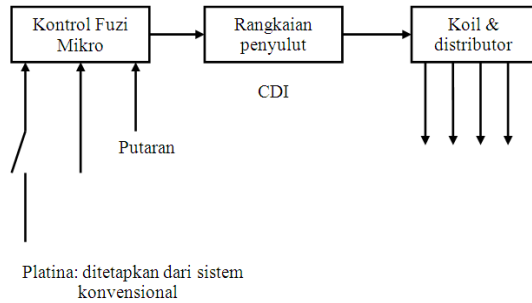 Kontrol Fuzi
Mikro
Rangkaian
penyulut
Koil &
distributor
CDI
Putaran
Platina: ditetapkan dari sistem
konvensional